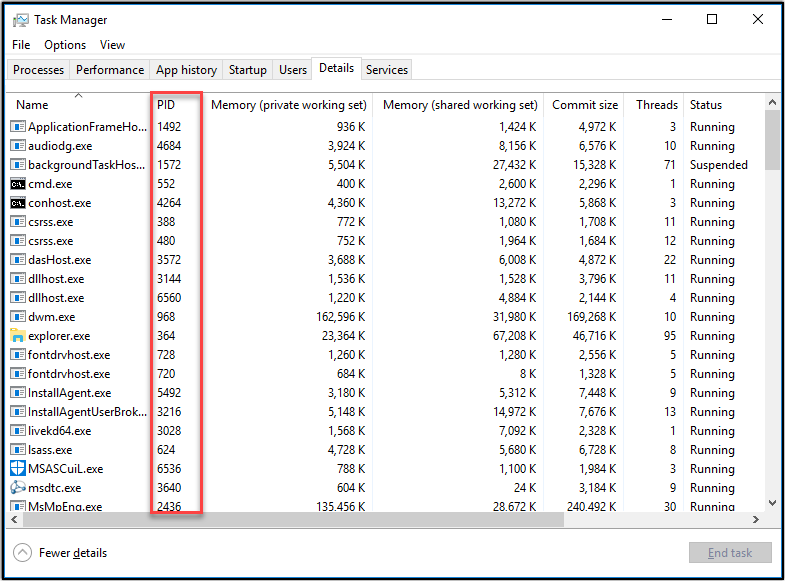 Task Manager
File Options View
Processes Performance App history Startup Users Details Services
Name PID Memory (private working set) Memory (shared working set) Commit size Threads Status
ApplicationFrameHo... 1492 936 K 1,424 K 4,972 K 3 Running
audiodg.exe 4684 3,924 K 8,156 K 6,576 K 10 Running
backgroundTaskHos... 1572 5,504 K 27,432 K 15,328 K 71 Suspended
cmd.exe 552 400 K 2,600 K 2,296 K 1 Running
conhost.exe 4264 4,360 K 13,272 K 5,868 K 3 Running
csrss.exe 388 772 K 1,080 K 1,708 K 11 Running
csrss.exe 480 752 K 1,964 K 1,684 K 12 Running
dasHost.exe 3572 3,688 K 6,008 K 4,872 K 22 Running
dllhost.exe 3144 1,536 K 1,528 K 3,796 K 11 Running
dllhost.exe 6560 1,220 K 4,884 K 2,144 K 4 Running
dwm.exe 968 162,596 K 31,980 K 169,268 K 10 Running
explorer.exe 364 23,364 K 67,208 K 46,716 K 95 Running
fontdrvhost.exe 728 1,260 K 1,280 K 2,556 K 5 Running
fontdrvhost.exe 720 684 K 8 K 1,328 K 5 Running
InstallAgent.exe 5492 3,180 K 5,312 K 7,448 K 9 Running
InstallAgentUserBrok... 3216 5,148 K 14,972 K 7,676 K 13 Running
livekd64.exe 3028 1,568 K 7,092 K 2,328 K 1 Running
lsass.exe 624 4,728 K 5,680 K 6,728 K 8 Running
MSASCuiL.exe 6536 788 K 1,100 K 1,984 K 3 Running
msdtc.exe 3640 604 K 24 K 3,184 K 9 Running
MsMpEng.exe 2436 135,456 K 28,672 K 240,492 K 30 Running
Fewer details End task